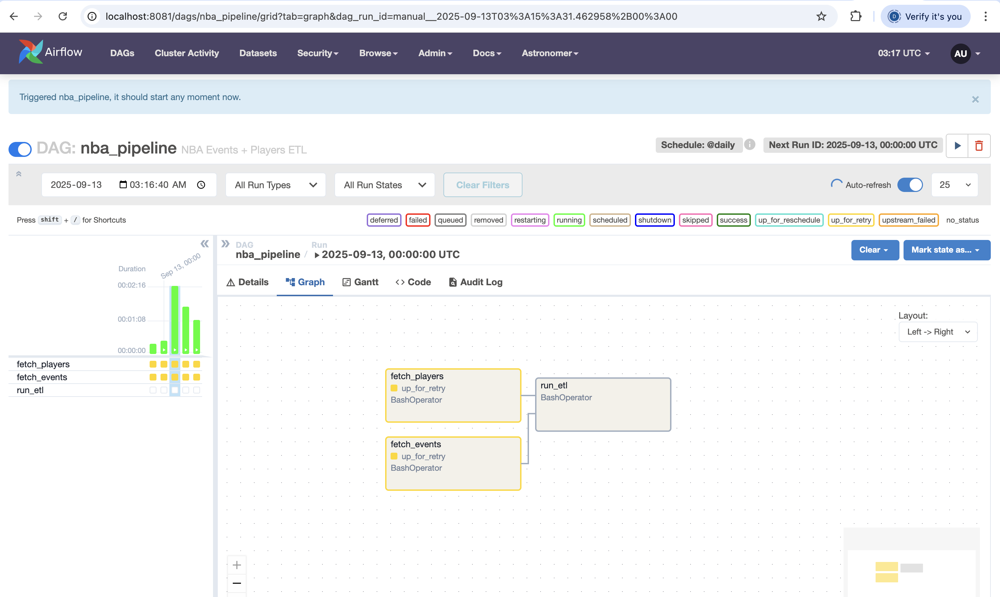 localhost:8081/dags/nba_pipeline/grid?tab=graph&dag_run_id=manual__2025-09-13T03%3A15%3A31.462958%2B00%3A00
D
Verify it's you
Airflow
DAGs
Cluster Activity
Datasets
Security
Browse
Admin
Docs
Astronomer
03:17 UTC
AU
Triggered nba_pipeline, it should start any moment now.
×
DAG: nba_pipeline NBA Events + Players ETL
Schedule: @daily
Next Run ID: 2025-09-13, 00:00:00 UTC
2025-09-13 03:16:40 AM
All Run Types
All Run States
Clear Filters
Auto-refresh
25
Press shift + / for Shortcuts
deferred
failed
queued
removed
restarting
running
scheduled
shutdown
skipped
success
up_for_reschedule
up_for_retry
upstream_failed
no_status
Duration
Sep 13, 00:00
00:02:16
00:01:08
00:00:00
fetch_players
fetch_events
run_etl
DAG
nba_pipeline
/
Run
2025-09-13, 00:00:00 UTC
Clear
Mark state as...
Details
Graph
Gantt
Code
Audit Log
Layout:
Left -> Right
fetch_players
up_for_retry
BashOperator
run_etl
BashOperator
fetch_events
up_for_retry
BashOperator